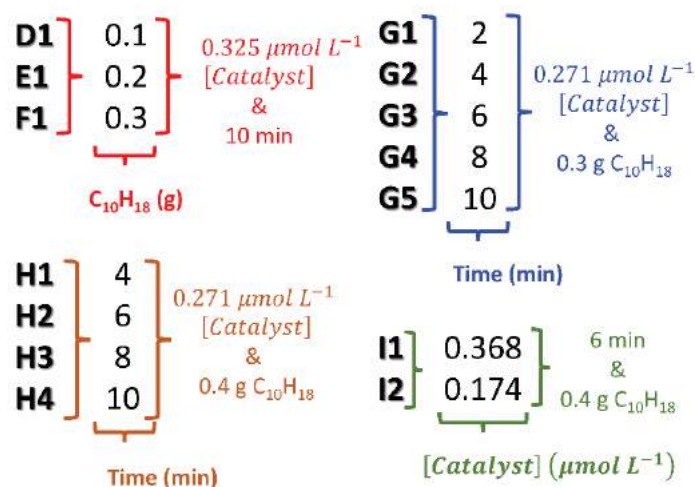 D1 0.1
E1 0.2
F1 0.3
0.325 μmol L⁻¹
[Catalyst]
&
10 min
C₁₀H₁₈ (g)
G1 2
G2 4
G3 6
G4 8
G5 10
0.271 μmol L⁻¹
[Catalyst]
&
0.3 g C₁₀H₁₈
Time (min)
H1 4
H2 6
H3 8
H4 10
0.271 μmol L⁻¹
[Catalyst]
&
0.4 g C₁₀H₁₈
Time (min)
I1 0.368
I2 0.174
6 min
&
0.4 g C₁₀H₁₈
[Catalyst] (μmol L⁻¹)